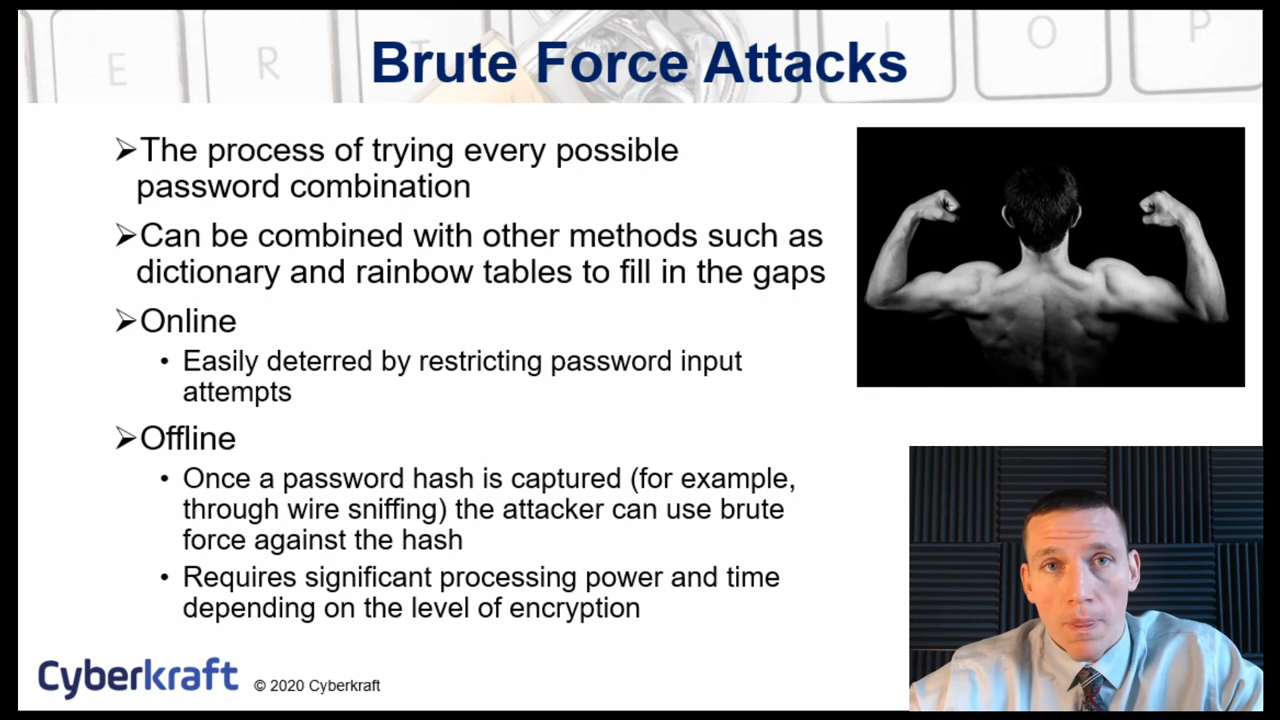 E R T I O P
Brute Force Attacks
➢The process of trying every possible
password combination
➢Can be combined with other methods such as
dictionary and rainbow tables to fill in the gaps
➢Online
• Easily deterred by restricting password input
attempts
➢Offline
• Once a password hash is captured (for example,
through wire sniffing) the attacker can use brute
force against the hash
• Requires significant processing power and time
depending on the level of encryption
Cyberkraft © 2020 Cyberkraft